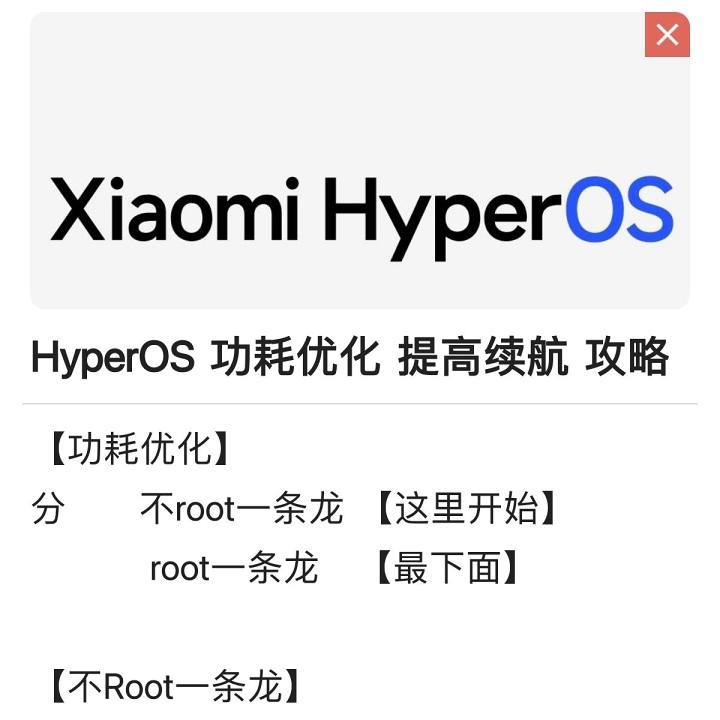 Xiaomi HyperOS
HyperOS 功耗优化 提高续航 攻略
【功耗优化】
分 不root一条龙 【这里开始】
root一条龙 【最下面】
【不Root一条龙】